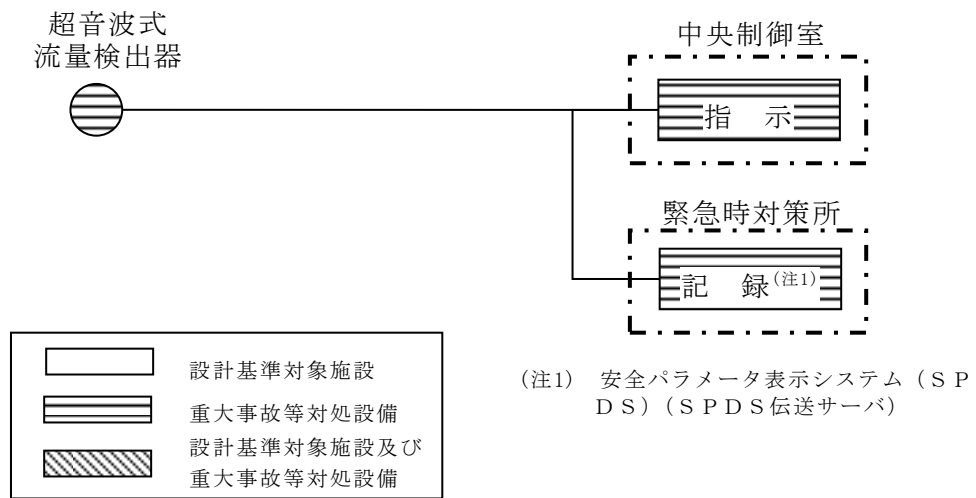 超音波式
流量検出器
中央制御室
指　示
緊急時対策所
記　録(注1)
設計基準対象施設
重大事故等対処設備
設計基準対象施設及び
重大事故等対処設備
(注1)　安全パラメータ表示システム（ＳＰ
ＤＳ）（ＳＰＤＳ伝送サーバ）